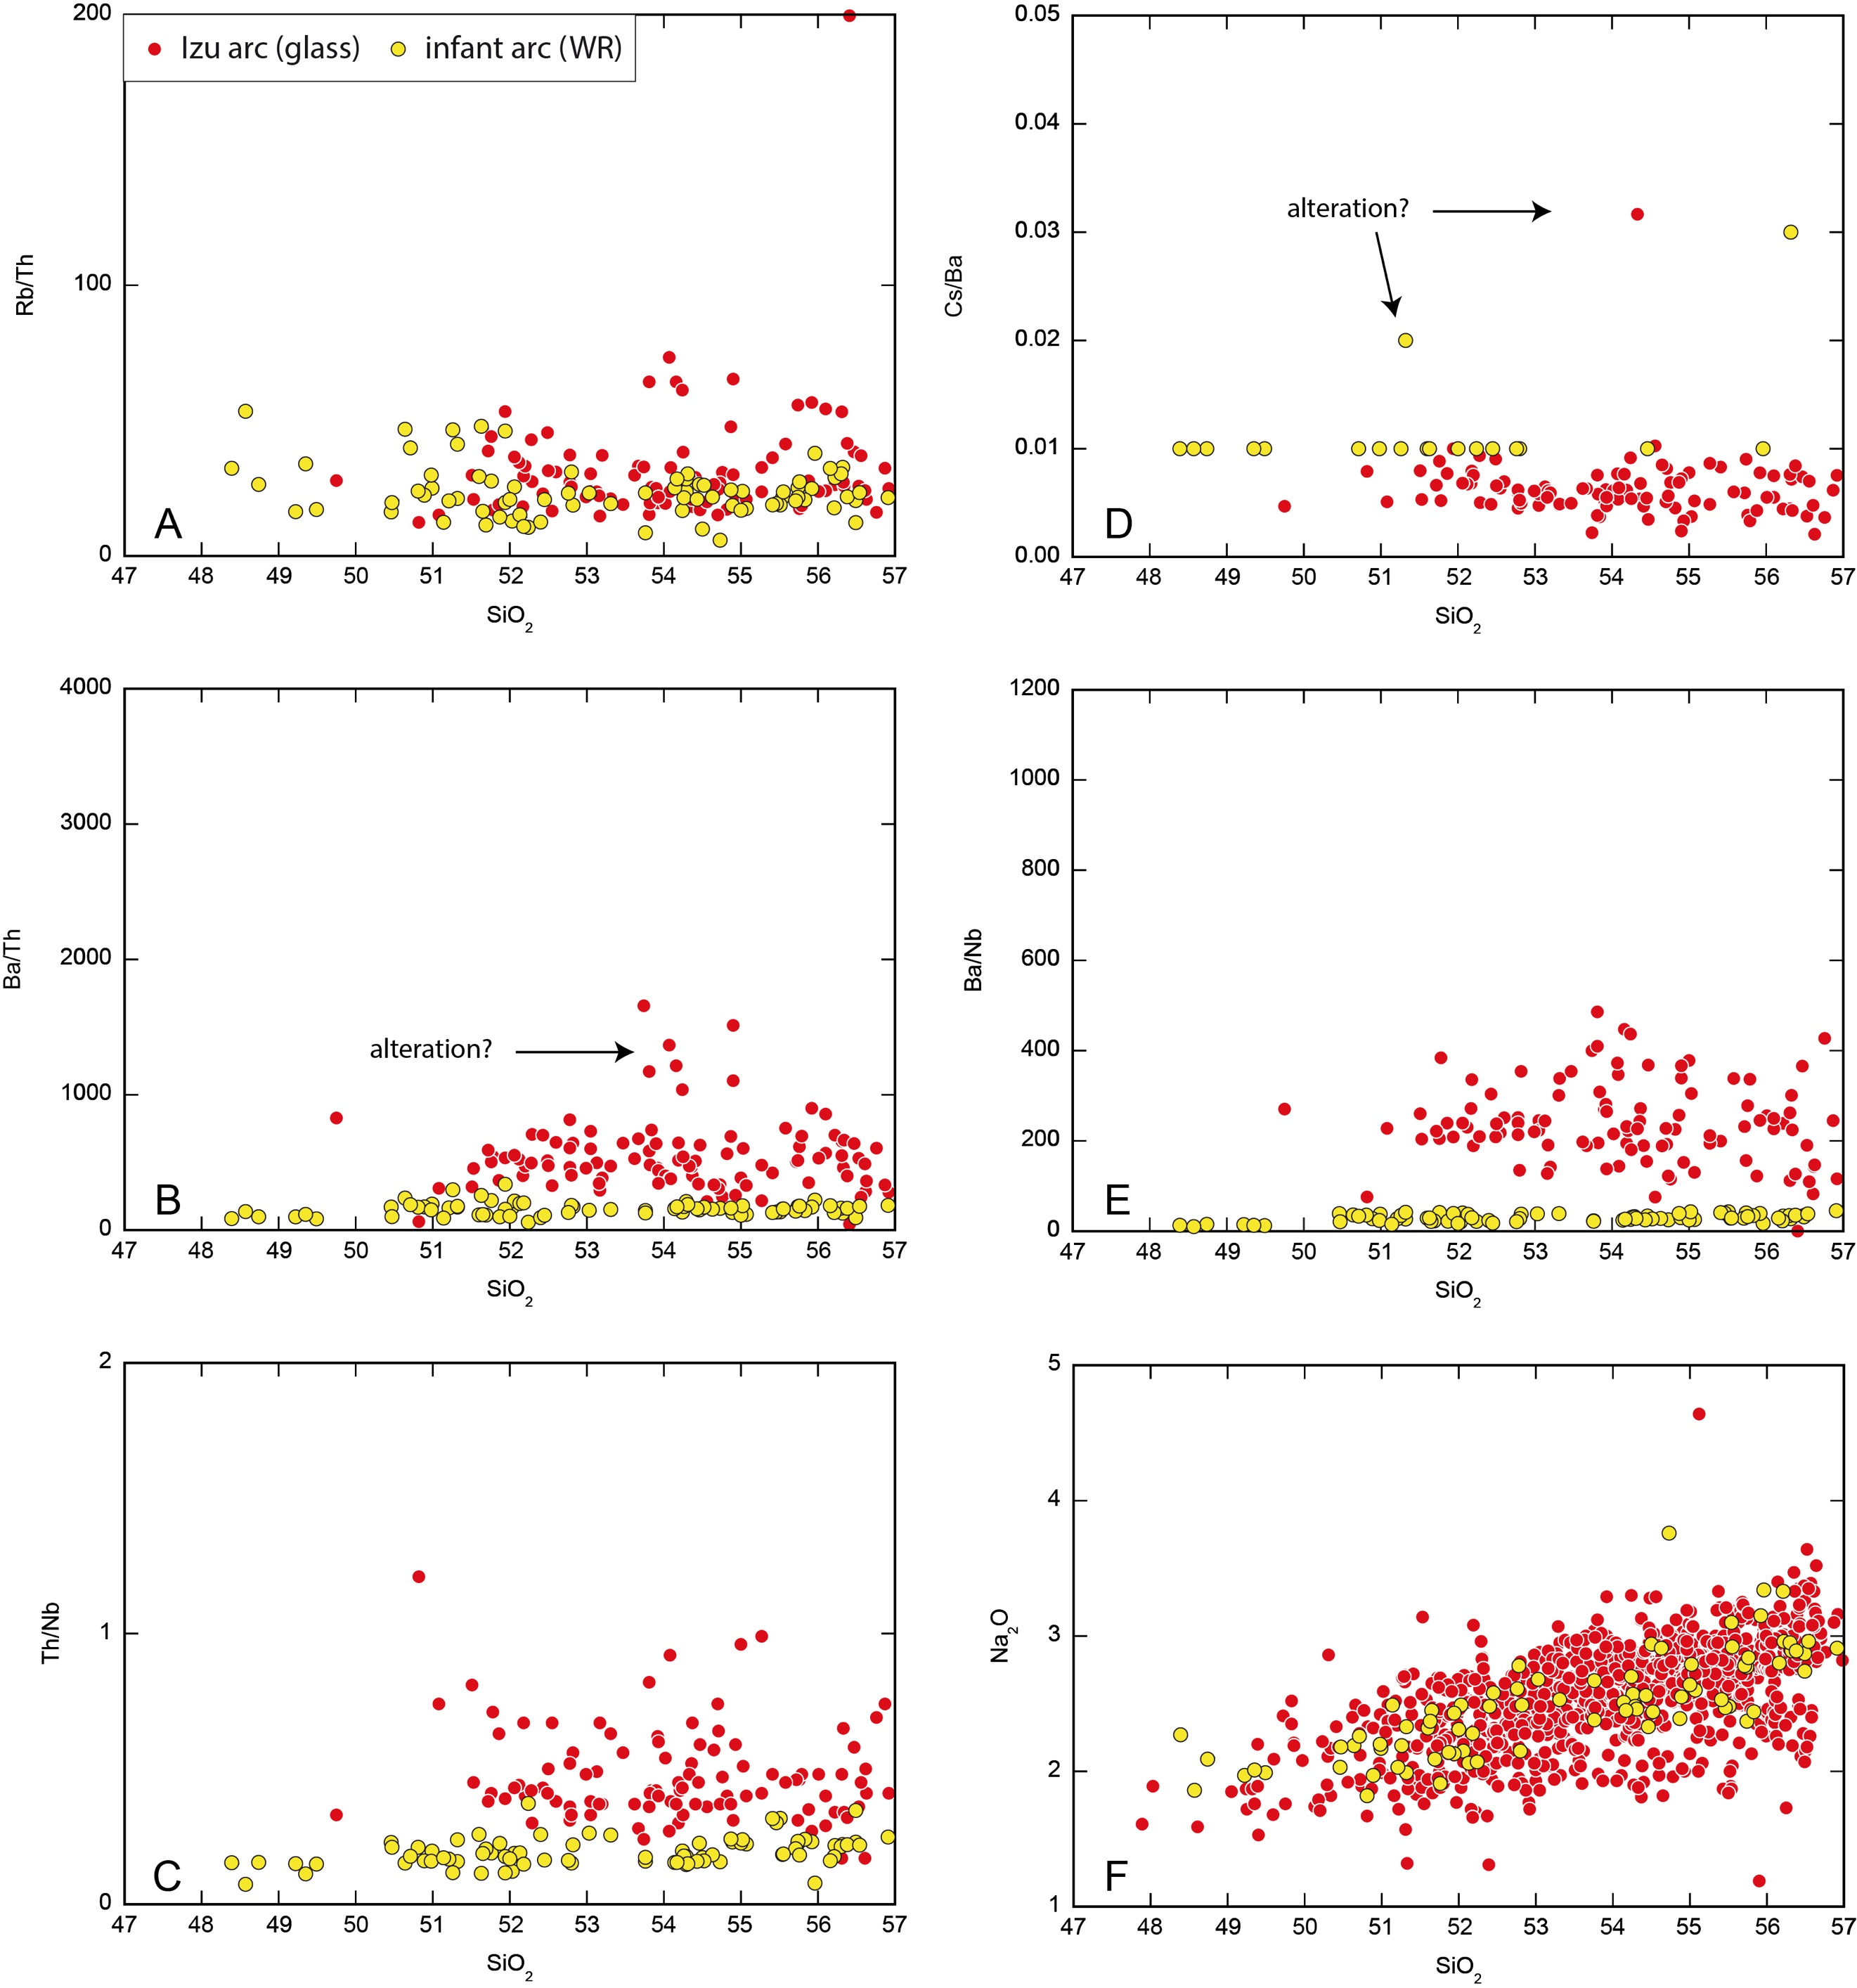 Izu arc (glass) infant arc (WR)
200
100
0
Rb/Th
A
47 48 49 50 51 52 53 54 55 56 57
SiO2
0.05
0.04
0.03
0.02
0.01
0.00
Cs/Ba
alteration?
D
47 48 49 50 51 52 53 54 55 56 57
SiO2
4000
3000
2000
1000
0
Ba/Th
alteration?
B
47 48 49 50 51 52 53 54 55 56 57
SiO2
1200
1000
800
600
400
200
0
Ba/Nb
E
47 48 49 50 51 52 53 54 55 56 57
SiO2
2
1
0
Th/Nb
C
47 48 49 50 51 52 53 54 55 56 57
SiO2
5
4
3
2
1
Na2O
F
47 48 49 50 51 52 53 54 55 56 57
SiO2